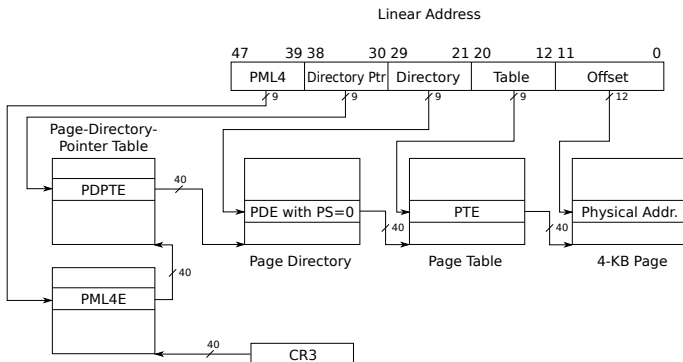 Linear Address
47 39 38 30 29 21 20 12 11 0
PML4 Directory Ptr Directory Table Offset
9 9 9 9 12
Page-Directory-
Pointer Table
PDPTE
40
PDE with PS=0
40
PTE
40
Physical Addr.
Page Directory
Page Table
4-KB Page
40
PML4E
40
CR3